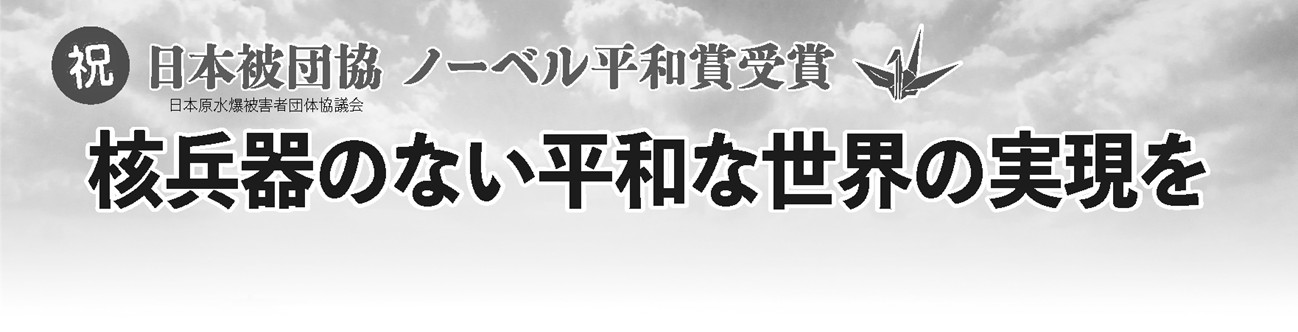 祝 日本被団協 ノーベル平和賞受賞
日本原水爆被害者団体協議会
核兵器のない平和な世界の実現を